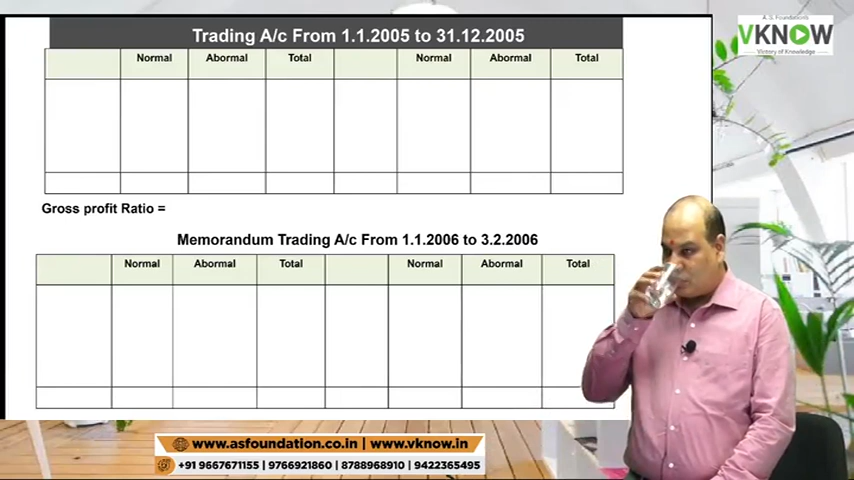 Trading A/c From 1.1.2005 to 31.12.2005
Normal Abormal Total Normal Abormal Total
Gross profit Ratio =
Memorandum Trading A/c From 1.1.2006 to 3.2.2006
Normal Abormal Total Normal Abormal Total
A. S. Foundation's
VKNOW
Victory of Knowledge
www.asfoundation.co.in | www.vknow.in
+91 9667671155 | 9766921860 | 8788968910 | 9422365495